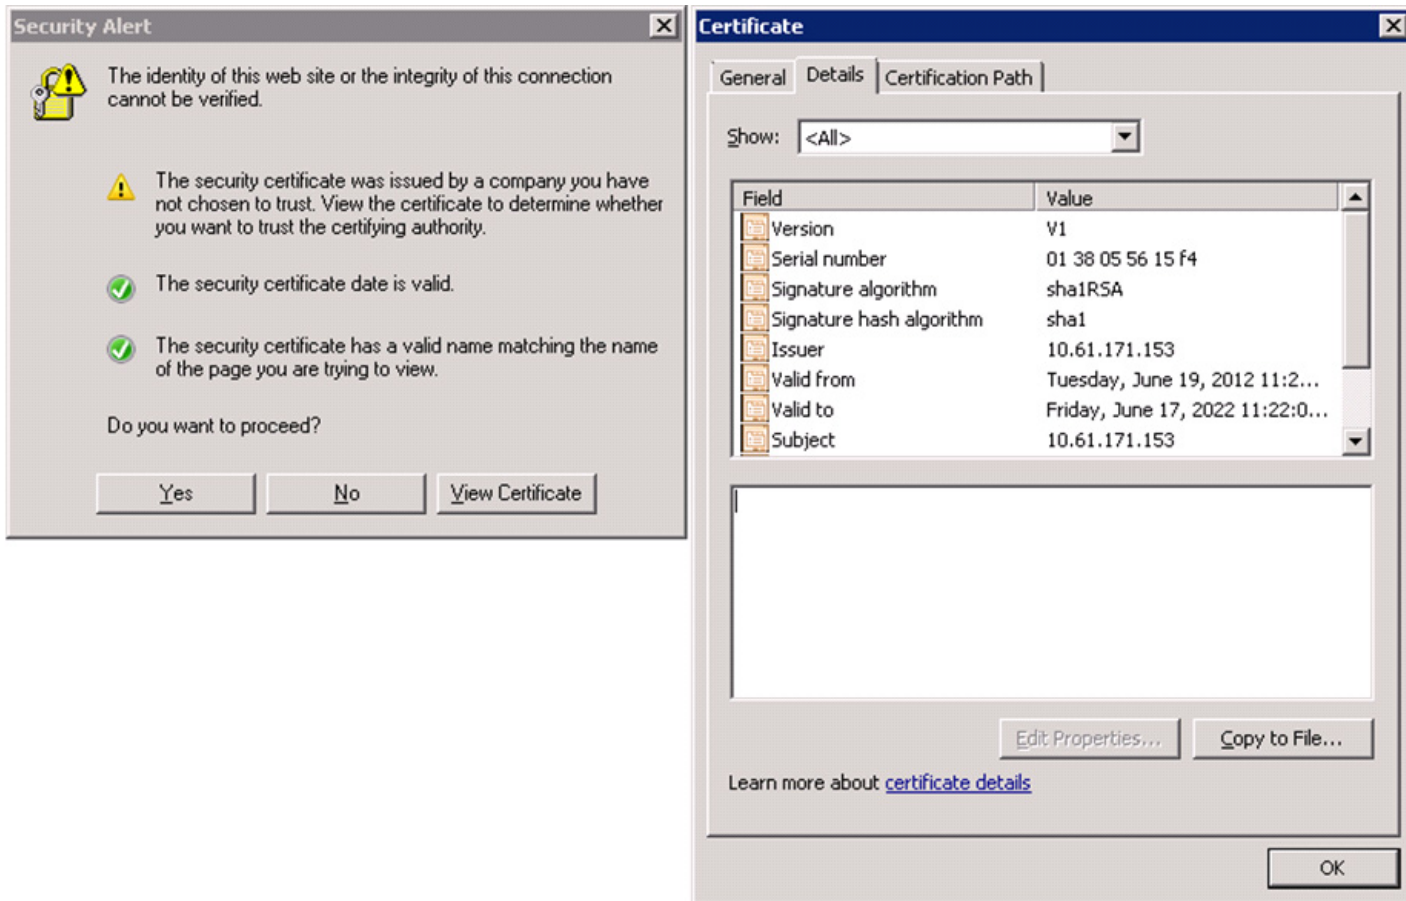 Security Alert
The identity of this web site or the integrity of this connection
cannot be verified.
The security certificate was issued by a company you have
not chosen to trust. View the certificate to determine whether
you want to trust the certifying authority.
The security certificate date is valid.
The security certificate has a valid name matching the name
of the page you are trying to view.
Do you want to proceed?
Yes No View Certificate
Certificate
General Details Certification Path
Show: <All>
Field Value
Version V1
Serial number 01 38 05 56 15 f4
Signature algorithm sha1RSA
Signature hash algorithm sha1
Issuer 10.61.171.153
Valid from Tuesday, June 19, 2012 11:2...
Valid to Friday, June 17, 2022 11:22:0...
Subject 10.61.171.153
Edit Properties... Copy to File...
Learn more about certificate details
OK